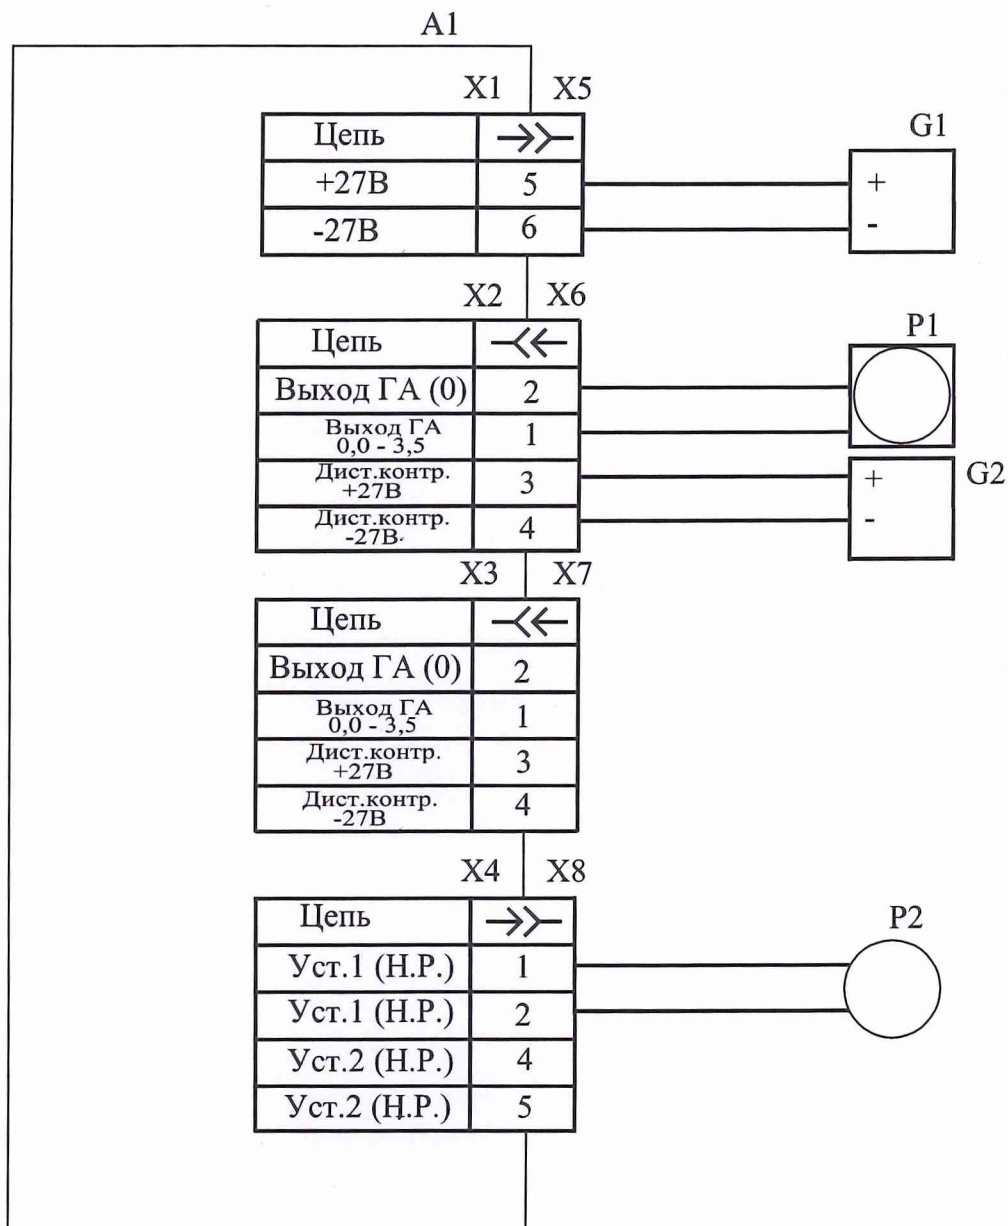 A1
X1 X5
Цепь
+27В 5
-27В 6
G1
+
-
X2 X6
Цепь
Выход ГА (0) 2
Выход ГА
0,0 - 3,5
1
Дист.контр.
+27В
3
Дист.контр.
-27В
4
P1
+
-
G2
X3 X7
Цепь
Выход ГА (0) 2
Выход ГА
0,0 - 3,5
1
Дист.контр.
+27В
3
Дист.контр.
-27В
4
X4 X8
Цепь
Уст.1 (Н.Р.) 1
Уст.1 (Н.Р.) 2
Уст.2 (Н.Р.) 4
Уст.2 (Н.Р.) 5
P2